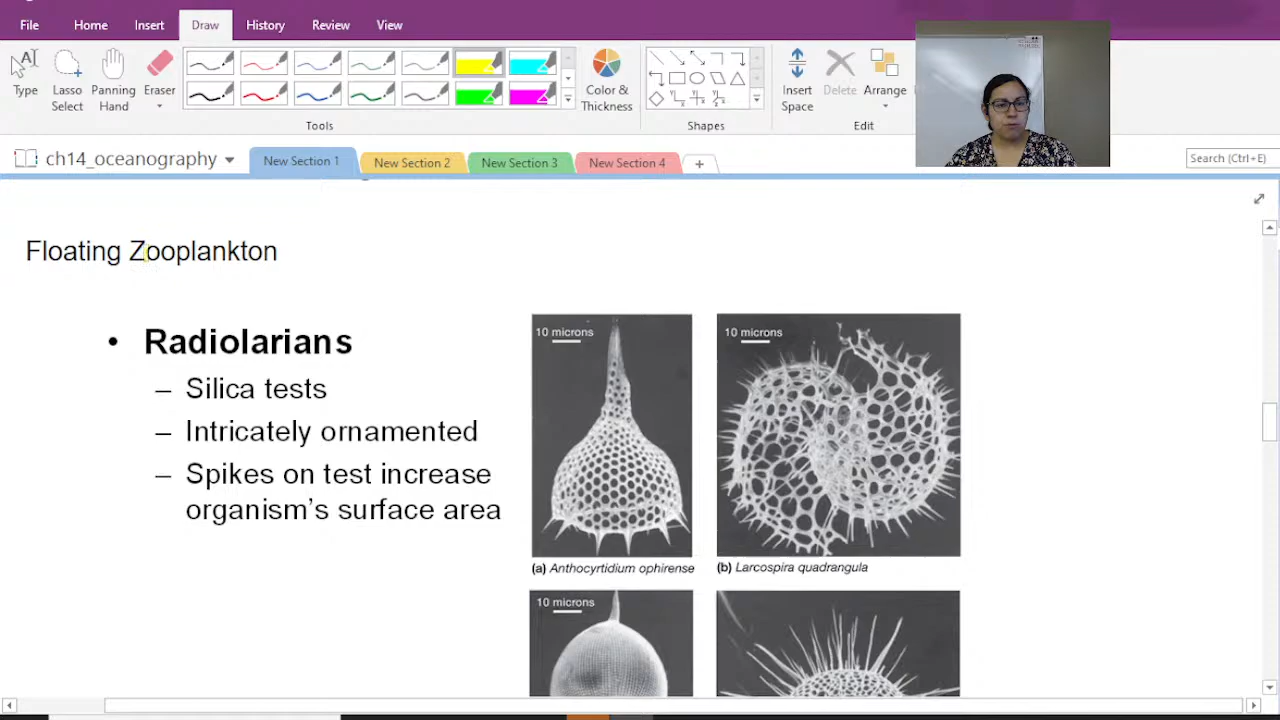 File Home Insert Draw History Review View
Type
Lasso Select
Panning Hand
Eraser
Color & Thickness
Insert Space
Delete
Arrange
Tools
Shapes
Edit
ch14_oceanography
New Section 1
New Section 2
New Section 3
New Section 4
+
Search (Ctrl+E)
Floating Zooplankton
• Radiolarians
– Silica tests
– Intricately ornamented
– Spikes on test increase
organism's surface area
10 microns
10 microns
(a) Anthocyrtidium ophirense
(b) Larcospira quadrangula
10 microns